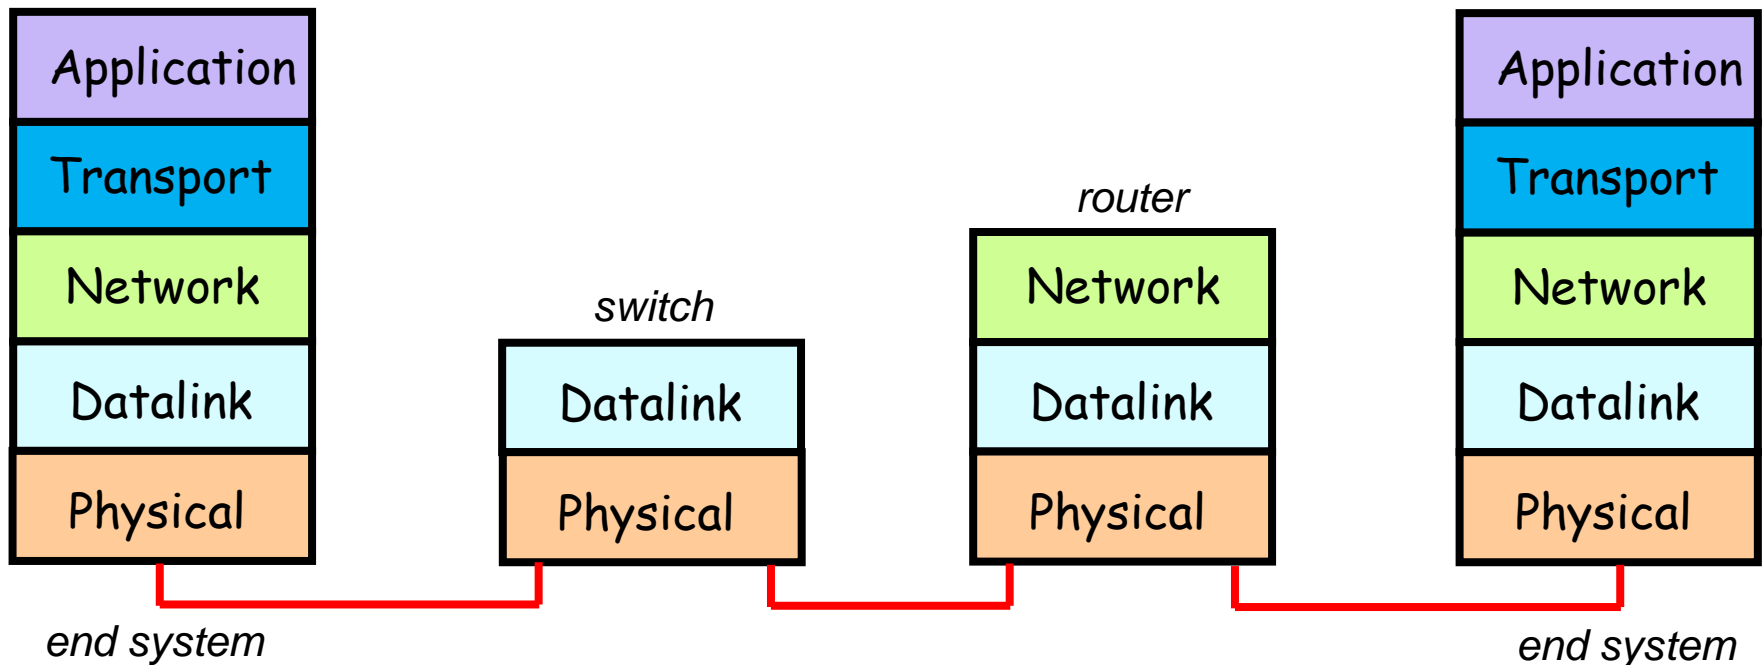 Application
Transport
Network
Datalink
Physical
end system
switch
Datalink
Physical
router
Network
Datalink
Physical
Application
Transport
Network
Datalink
Physical
end system